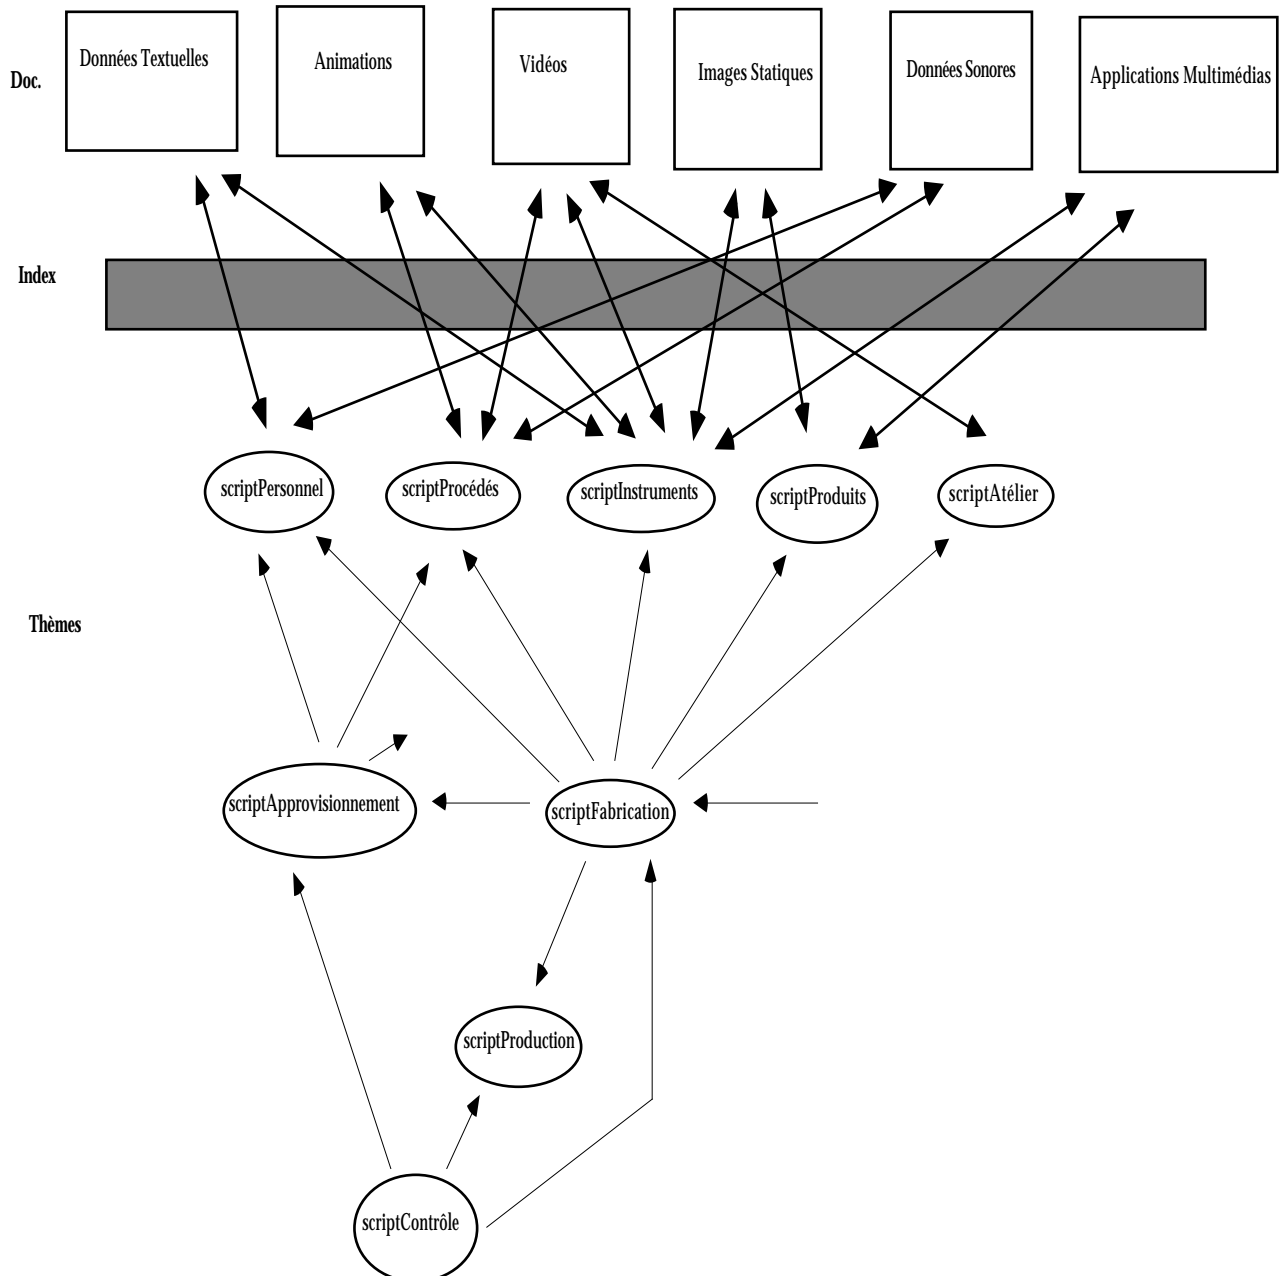 Données Textuelles
Animations
Vidéos
Images Statiques
Données Sonores
Applications Multimédias
Doc.
Index
scriptPersonnel
scriptProcédés
scriptInstruments
scriptProduits
scriptAtélier
Thèmes
scriptApprovisionnement
scriptFabrication
scriptProduction
scriptContrôle